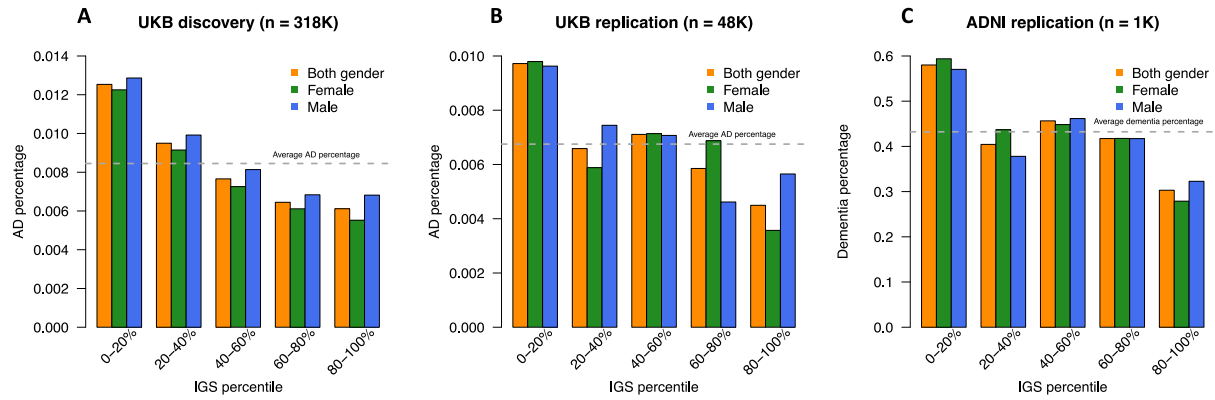 A
UKB discovery (n = 318K)
AD percentage
0.014
0.012
0.010
0.008
0.006
0.004
0.002
0.000
Both gender
Female
Male
Average AD percentage
0−20%
20−40%
40−60%
60−80%
80−100%
IGS percentile
B
UKB replication (n = 48K)
AD percentage
0.010
0.008
0.006
0.004
0.002
0.000
Both gender
Female
Male
Average AD percentage
0−20%
20−40%
40−60%
60−80%
80−100%
IGS percentile
C
ADNI replication (n = 1K)
Dementia percentage
0.6
0.5
0.4
0.3
0.2
0.1
0.0
Both gender
Female
Male
Average dementia percentage
0−20%
20−40%
40−60%
60−80%
80−100%
IGS percentile